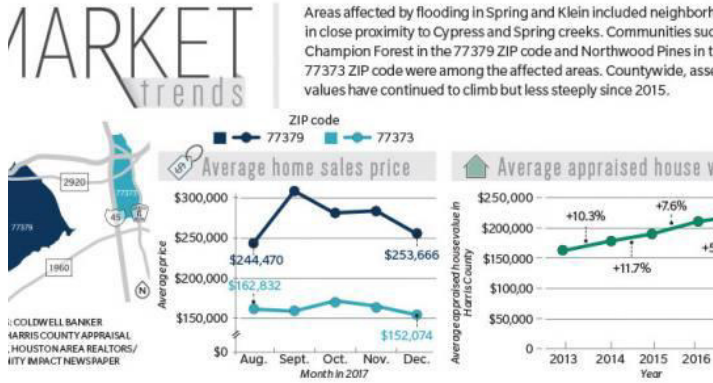 MARKET
trends
Areas affected by flooding in Spring and Klein included
in close proximity to Cypress and Spring creeks. Communities
Champion Forest in the 77379 ZIP code and Northwood Pines in
77373 ZIP code were among the affected areas. Countywide,
values have continued to climb but less steeply since 2015.
ZIP code
77379 77373
2920
77373
45
77379
1960
N
: COLDWELL BANKER
HARRIS COUNTY APPRAISAL
, HOUSTON AREA REALTORS/
IMPACT NEWSPAPER
Average home sales price
$300,000
$250,000
$200,000
$150,000
$0
Average price
$244,470
$253,666
$162,832
$152,074
Aug. Sept. Oct. Nov. Dec.
Month in 2017
Average appraised house
$250,000
$200,000
$150,000
$100,000
$50,000
0
Average appraised house value in
Harris County
+10.3%
+11.7%
+7.6%
2013 2014 2015 2016
Year